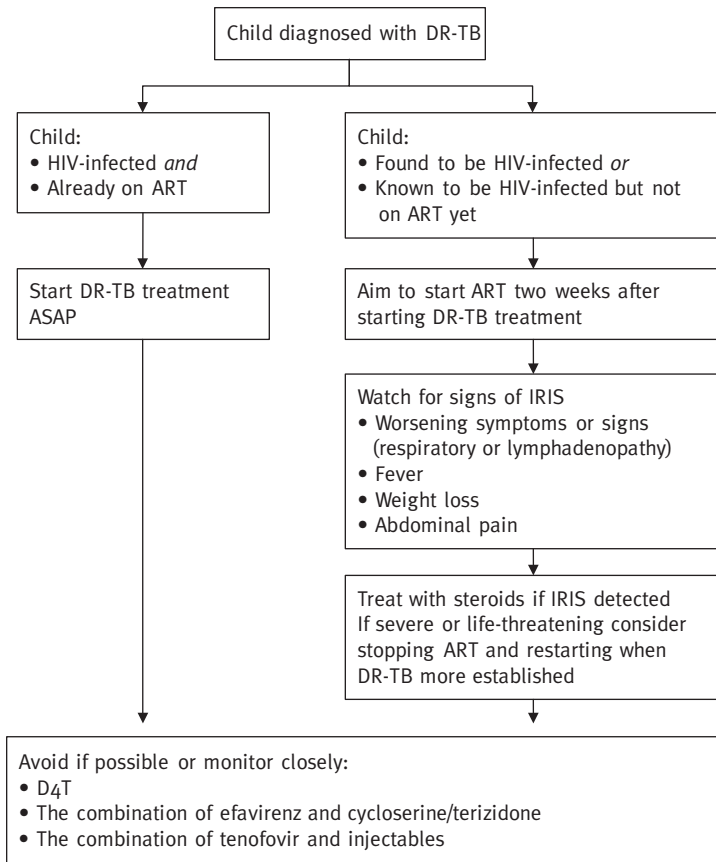 Child diagnosed with DR-TB
Child:
• HIV-infected and
• Already on ART
Start DR-TB treatment
ASAP
Child:
• Found to be HIV-infected or
• Known to be HIV-infected but not
on ART yet
Aim to start ART two weeks after
starting DR-TB treatment
Watch for signs of IRIS
• Worsening symptoms or signs
(respiratory or lymphadenopathy)
• Fever
• Weight loss
• Abdominal pain
Treat with steroids if IRIS detected
If severe or life-threatening consider
stopping ART and restarting when
DR-TB more established
Avoid if possible or monitor closely:
• D4T
• The combination of efavirenz and cycloserine/terizidone
• The combination of tenofovir and injectables